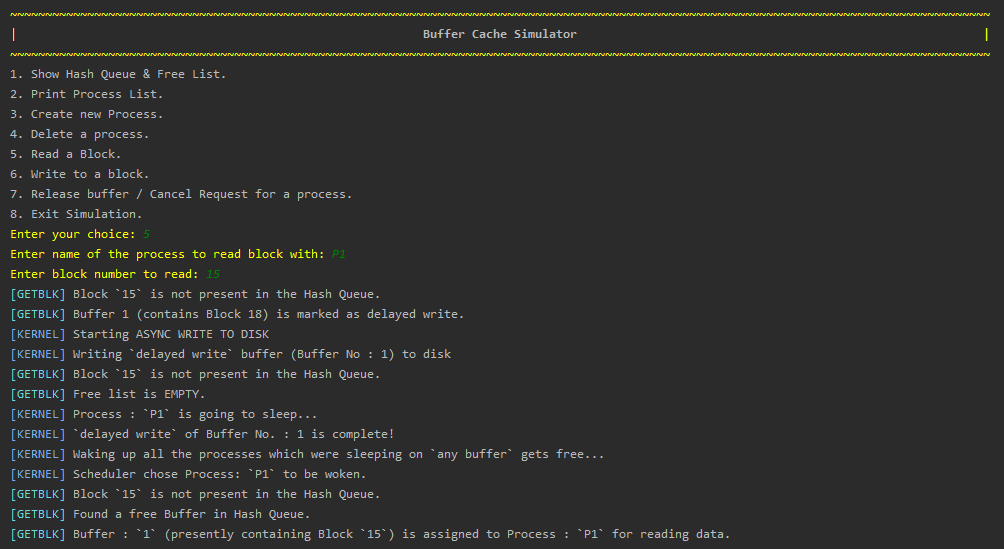 ~~~~~~~~~~~~~~~~~~~~~~~~~~~~~~~~~~~~~~~~~~~~~~~~~~~~~~~~~~~~~~~~~~~~~~~~~~~~~~~~~~~~~~~~~~~~~~~~~~~~~~~~~~~~~~~~~~~~~~~~~~~~~~~~~~~~~~~~~~~~
| Buffer Cache Simulator |
~~~~~~~~~~~~~~~~~~~~~~~~~~~~~~~~~~~~~~~~~~~~~~~~~~~~~~~~~~~~~~~~~~~~~~~~~~~~~~~~~~~~~~~~~~~~~~~~~~~~~~~~~~~~~~~~~~~~~~~~~~~~~~~~~~~~~~~~~~~~
1. Show Hash Queue & Free List.
2. Print Process List.
3. Create new Process.
4. Delete a process.
5. Read a Block.
6. Write to a block.
7. Release buffer / Cancel Request for a process.
8. Exit Simulation.
Enter your choice: 5
Enter name of the process to read block with: P1
Enter block number to read: 15
[GETBLK] Block `15` is not present in the Hash Queue.
[GETBLK] Buffer 1 (contains Block 18) is marked as delayed write.
[KERNEL] Starting ASYNC WRITE TO DISK
[KERNEL] Writing `delayed write` buffer (Buffer No : 1) to disk
[GETBLK] Block `15` is not present in the Hash Queue.
[GETBLK] Free list is EMPTY.
[KERNEL] Process : `P1` is going to sleep...
[KERNEL] `delayed write` of Buffer No. : 1 is complete!
[KERNEL] Waking up all the processes which were sleeping on `any buffer` gets free...
[KERNEL] Scheduler chose Process: `P1` to be woken.
[GETBLK] Block `15` is not present in the Hash Queue.
[GETBLK] Found a free Buffer in Hash Queue.
[GETBLK] Buffer : `1` (presently containing Block `15`) is assigned to Process : `P1` for reading data.